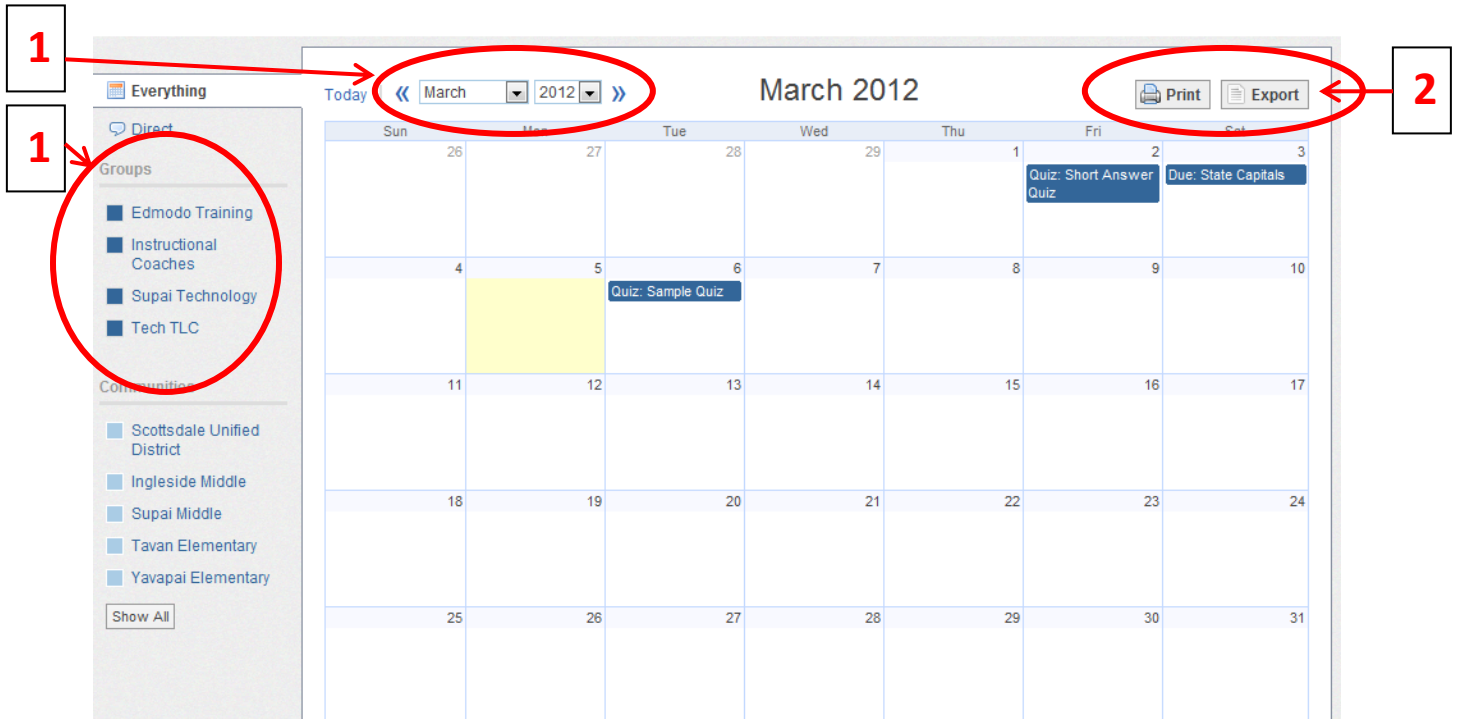 1
1
2
Everything
Direct
Groups
Edmodo Training
Instructional
Coaches
Supai Technology
Tech TLC
Communities
Scottsdale Unified
District
Ingleside Middle
Supai Middle
Tavan Elementary
Yavapai Elementary
Show All
Today « March 2012 » March 2012 Print Export
Sun Mon Tue Wed Thu Fri Sat
26 27 28 29 1 2 3
Quiz: Short Answer
Quiz
Due: State Capitals
4 5 6 7 8 9 10
Quiz: Sample Quiz
11 12 13 14 15 16 17
18 19 20 21 22 23 24
25 26 27 28 29 30 31